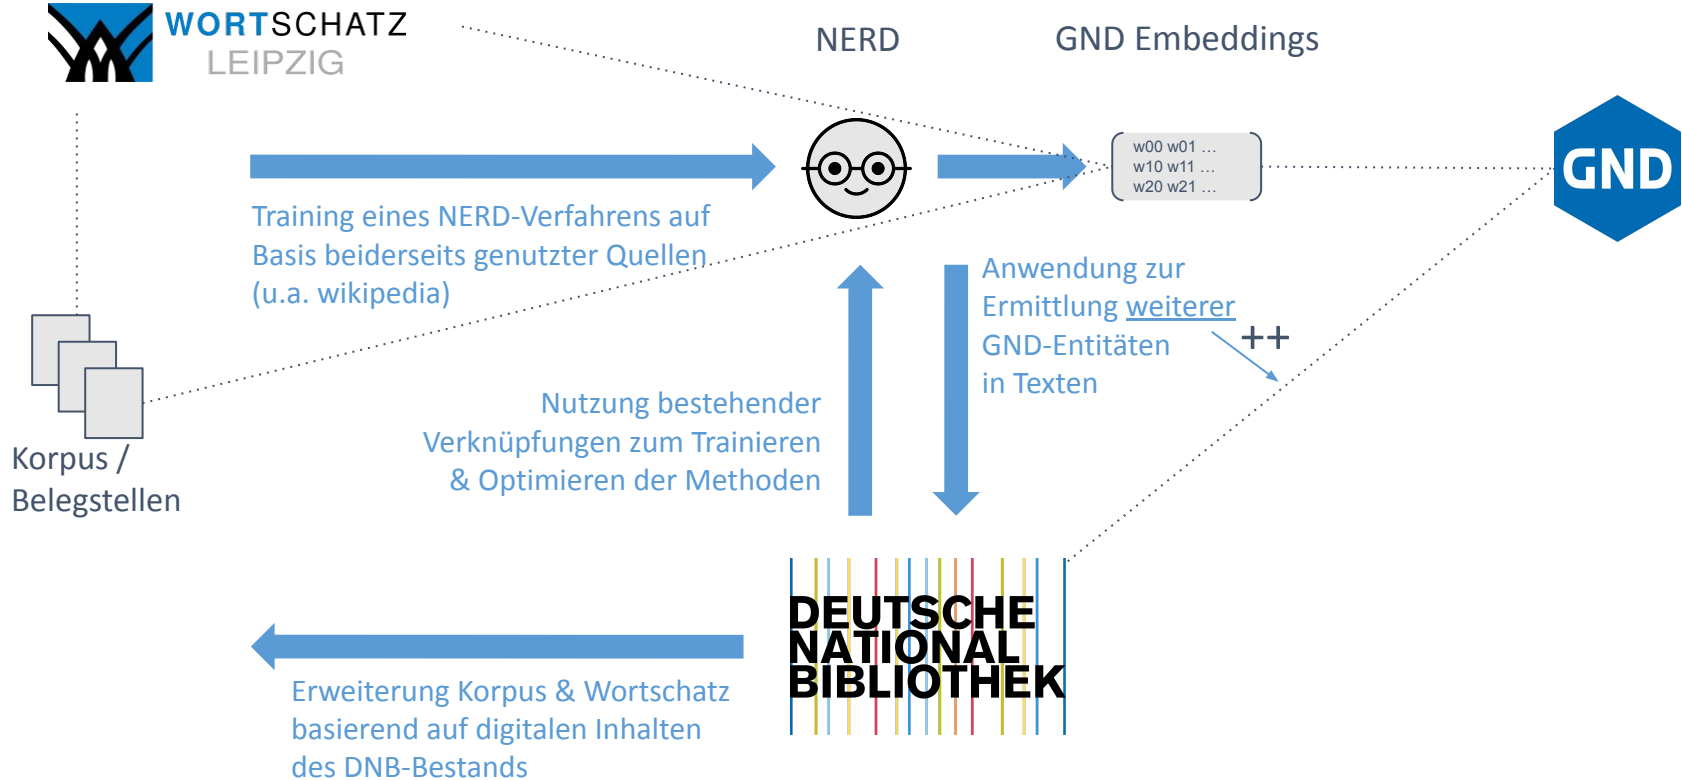 WORTSCHATZ
LEIPZIG
NERD
GND Embeddings
w00 w01 ...
w10 w11 ...
w20 w21 ...
GND
Training eines NERD-Verfahrens auf
Basis beiderseits genutzter Quellen
(u.a. wikipedia)
Anwendung zur
Ermittlung weiterer
GND-Entitäten
in Texten
++
Nutzung bestehender
Verknüpfungen zum Trainieren
& Optimieren der Methoden
Korpus /
Belegstellen
DEUTSCHE
NATIONAL
BIBLIOTHEK
Erweiterung Korpus & Wortschatz
basierend auf digitalen Inhalten
des DNB-Bestands